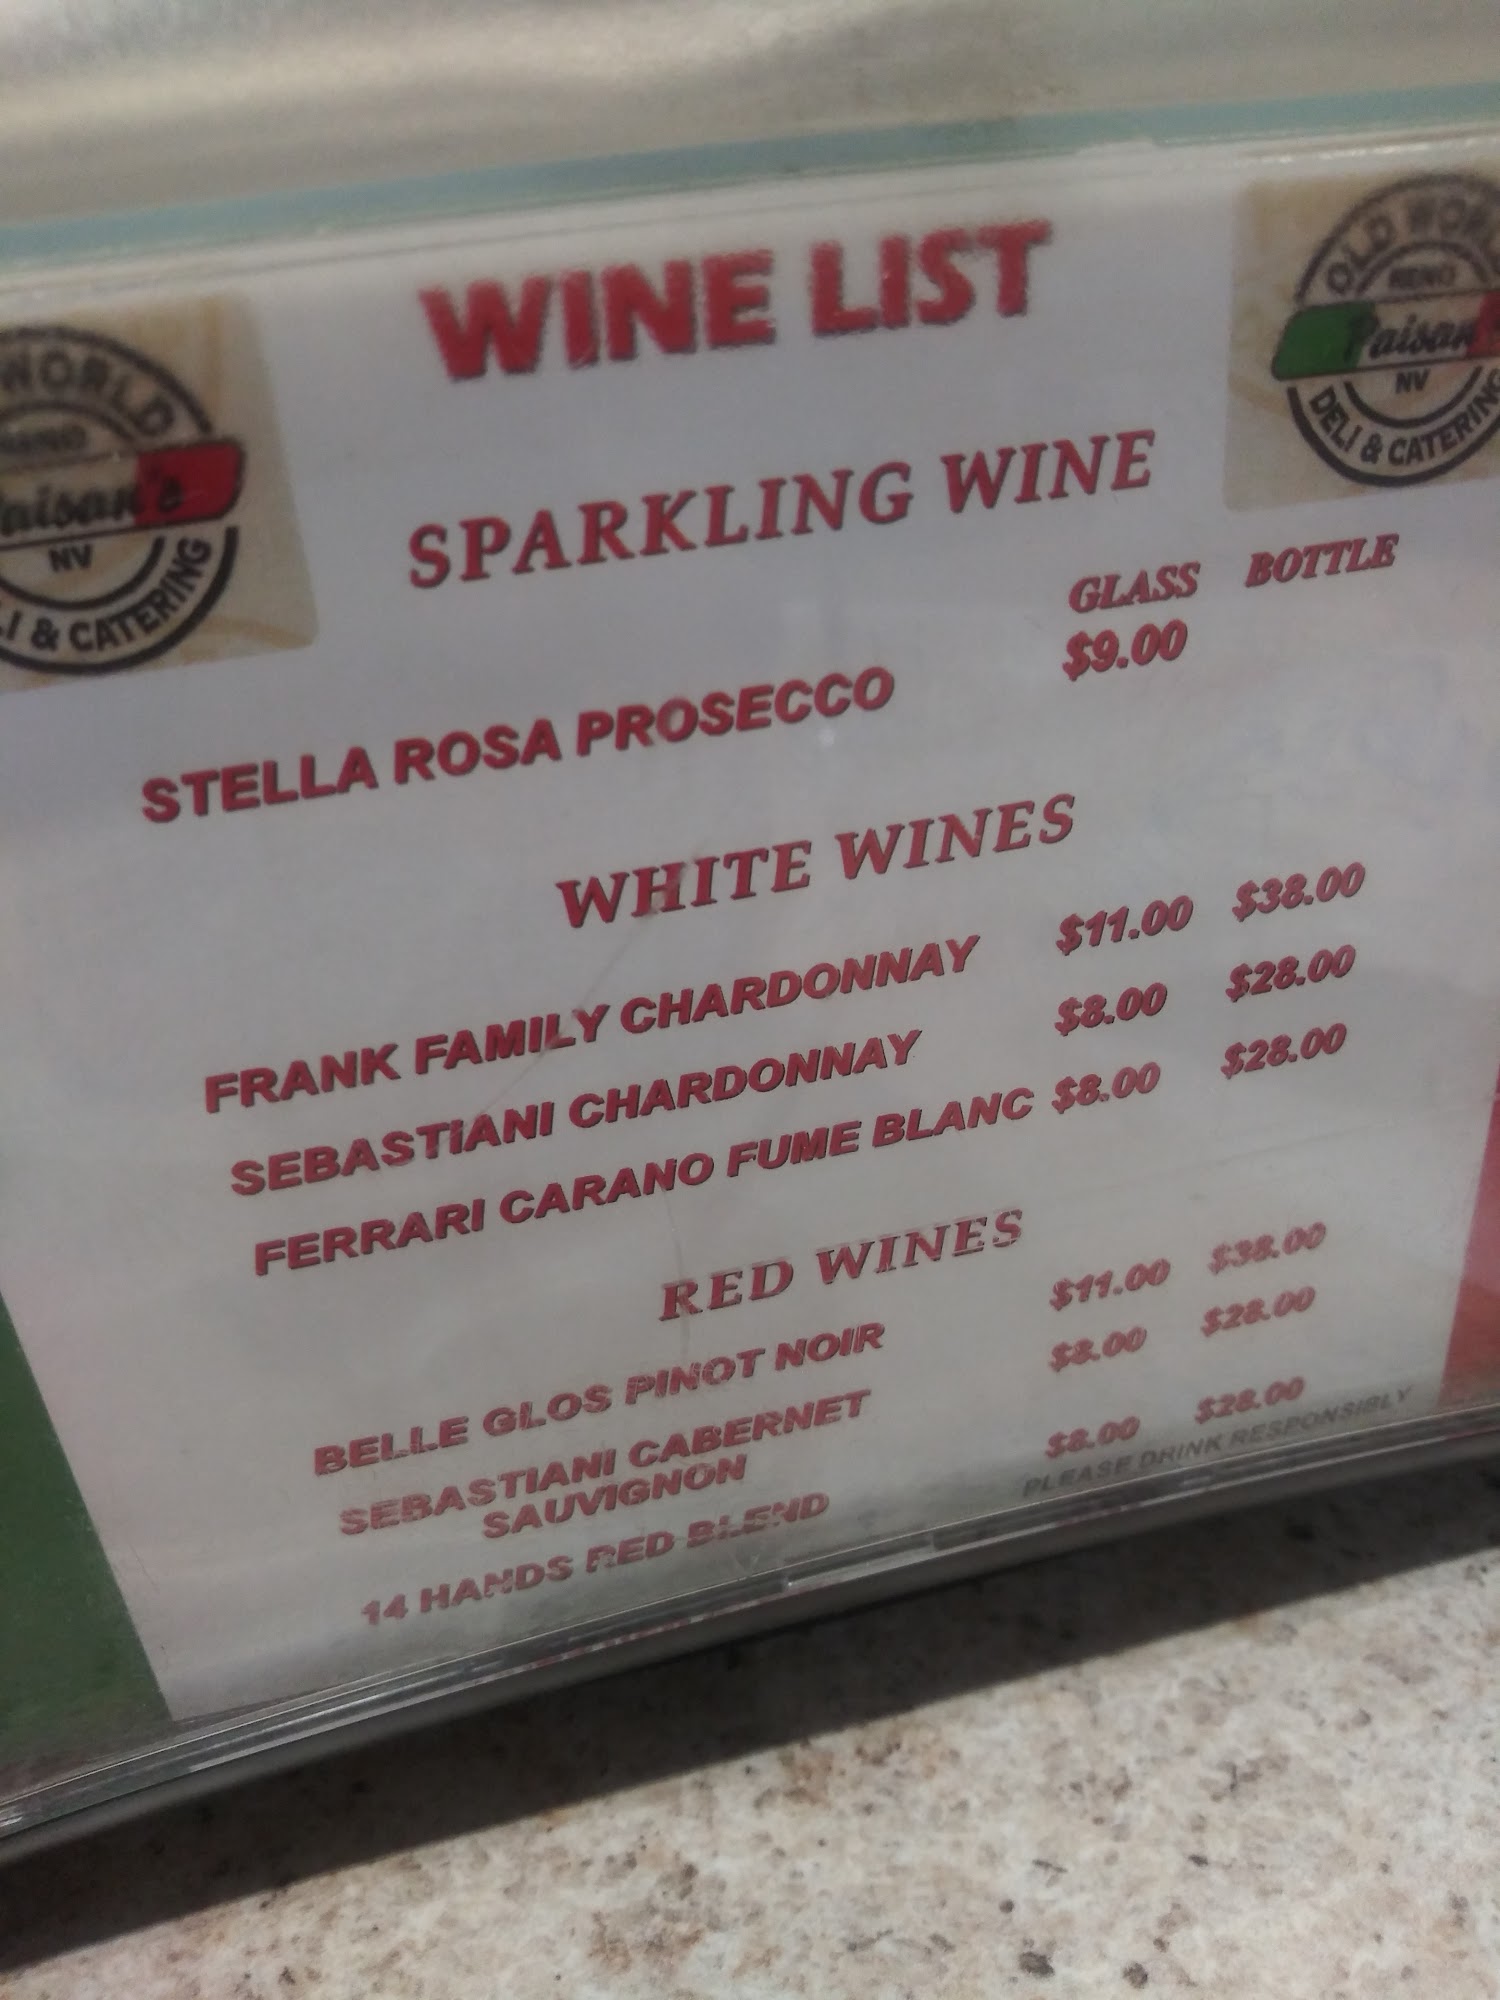 WINE LIST
OLD WORLD
RENO
Paisan's
NV
DELI & CATERING
WORLD
RENO
Paisan's
NV
& CATERING
SPARKLING WINE
GLASS BOTTLE
STELLA ROSA PROSECCO $9.00
WHITE WINES
FRANK FAMILY CHARDONNAY $11.00 $38.00
SEBASTiANI CHARDONNAY $8.00 $28.00
FERRARI CARANO FUME BLANC $8.00 $28.00
RED WINES
BELLE GLOS PINOT NOIR $11.00 $38.00
SEBASTIANI CABERNET $8.00 $28.00
SAUVIGNON
14 HANDS RED BLEND $8.00 $28.00
PLEASE DRINK RESPONSIBLY